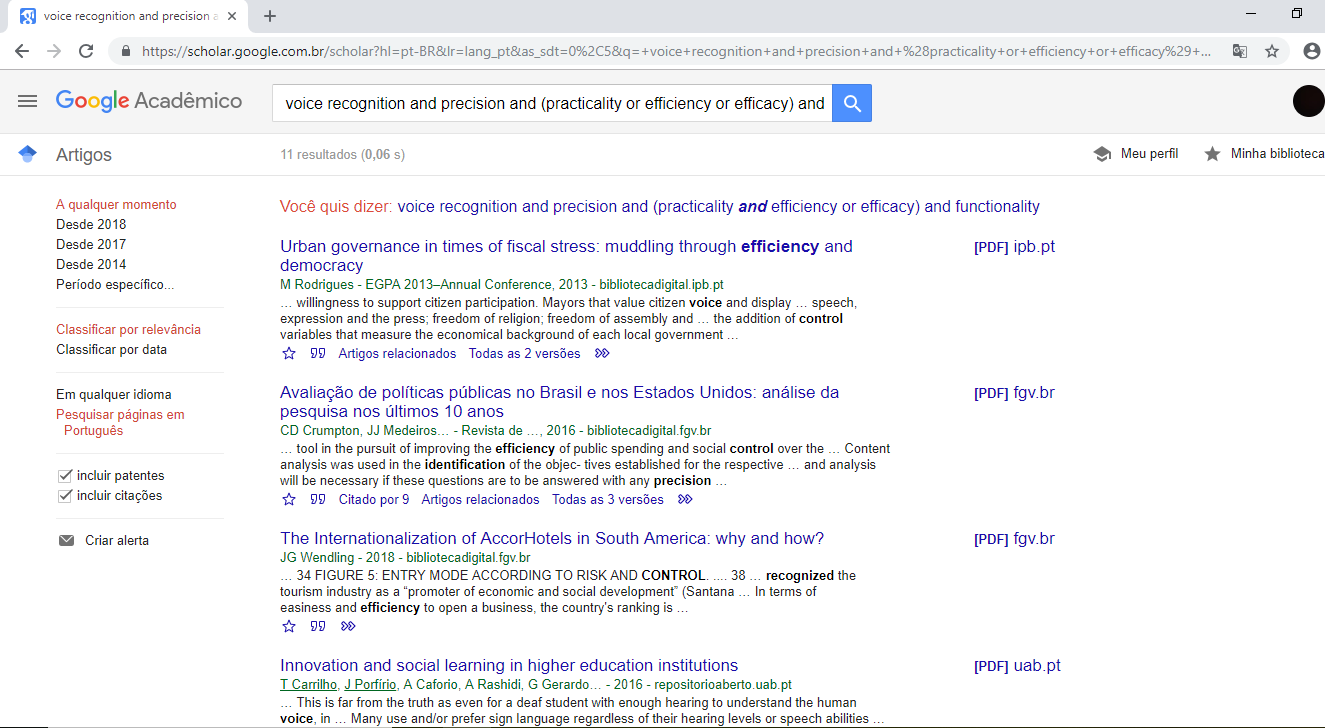 voice recognition and precision a
https://scholar.google.com.br/scholar?hl=pt-BR&lr=lang_pt&as_sdt=0%2C5&q=+voice+recognition+and+precision+and+%28practicality+or+efficiency+or+efficacy%29+...
Google Acadêmico
voice recognition and precision and (practicality or efficiency or efficacy) and
Artigos
11 resultados (0,06 s)
Meu perfil
Minha biblioteca
A qualquer momento
Desde 2018
Desde 2017
Desde 2014
Período específico...
Classificar por relevância
Classificar por data
Em qualquer idioma
Pesquisar páginas em
Português
incluir patentes
incluir citações
Criar alerta
Você quis dizer: voice recognition and precision and (practicality and efficiency or efficacy) and functionality
Urban governance in times of fiscal stress: muddling through efficiency and
democracy
[PDF] ipb.pt
M Rodrigues - EGPA 2013–Annual Conference, 2013 - bibliotecadigital.ipb.pt
... willingness to support citizen participation. Mayors that value citizen voice and display ... speech,
expression and the press; freedom of religion; freedom of assembly and ... the addition of control
variables that measure the economical background of each local government ...
Artigos relacionados Todas as 2 versões
Avaliação de políticas públicas no Brasil e nos Estados Unidos: análise da
pesquisa nos últimos 10 anos
[PDF] fgv.br
CD Crumpton, JJ Medeiros... - Revista de ..., 2016 - bibliotecadigital.fgv.br
... tool in the pursuit of improving the efficiency of public spending and social control over the ... Content
analysis was used in the identification of the objec- tives established for the respective ... and analysis
will be necessary if these questions are to be answered with any precision ...
Citado por 9 Artigos relacionados Todas as 3 versões
The Internationalization of AccorHotels in South America: why and how?
[PDF] fgv.br
JG Wendling - 2018 - bibliotecadigital.fgv.br
... 34 FIGURE 5: ENTRY MODE ACCORDING TO RISK AND CONTROL. .... 38 ... recognized the
tourism industry as a “promoter of economic and social development” (Santana ... In terms of
easiness and efficiency to open a business, the country's ranking is ...
Innovation and social learning in higher education institutions
[PDF] uab.pt
T Carrilho, J Porfírio, A Caforio, A Rashidi, G Gerardo... - 2016 - repositorioaberto.uab.pt
... This is far from the truth as even for a deaf student with enough hearing to understand the human
voice, in ... Many use and/or prefer sign language regardless of their hearing levels or speech abilities ...